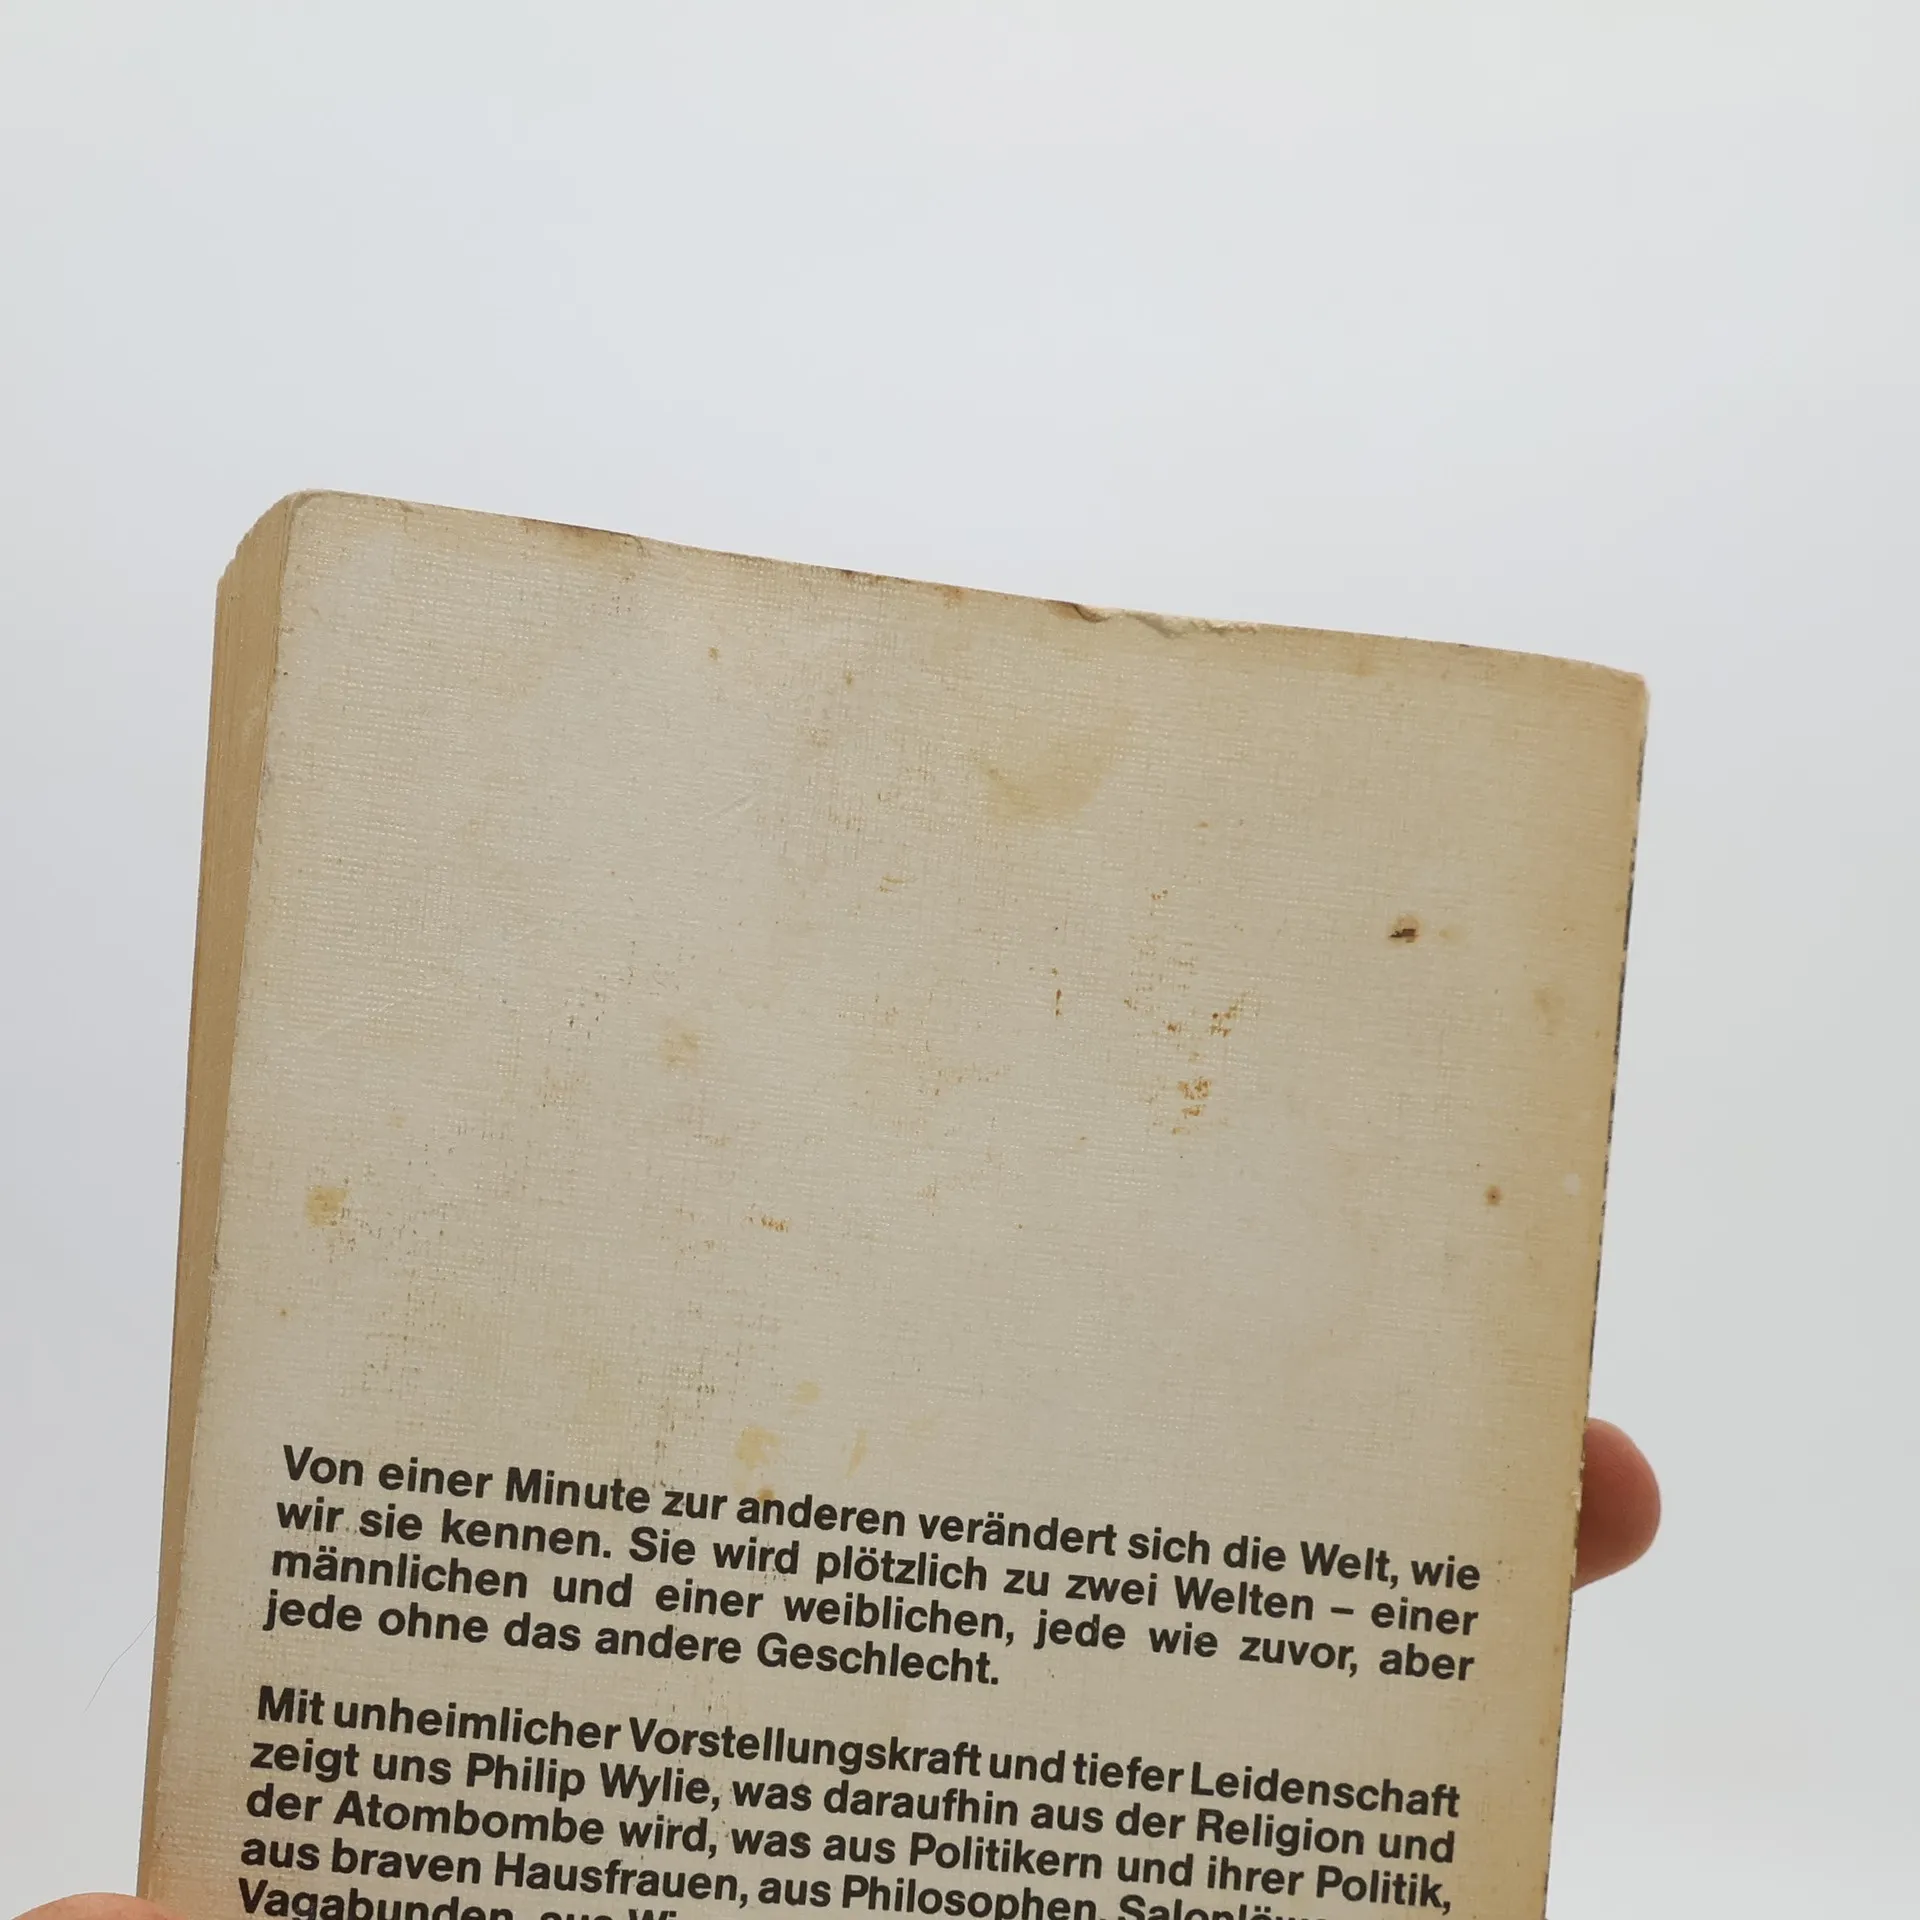 Von einer Minute zur anderen verändert sich die Welt, wie
wir sie kennen. Sie wird plötzlich zu zwei Welten – einer
männlichen und einer weiblichen, jede wie zuvor, aber
jede ohne das andere Geschlecht.
Mit unheimlicher Vorstellungskraft und tiefer Leidenschaft
zeigt uns Philip Wylie, was daraufhin aus der Religion und
der Atombombe wird, was aus Politikern und ihrer Politik,
aus braven Hausfrauen, aus Philosophen,
Vagabunden, aus